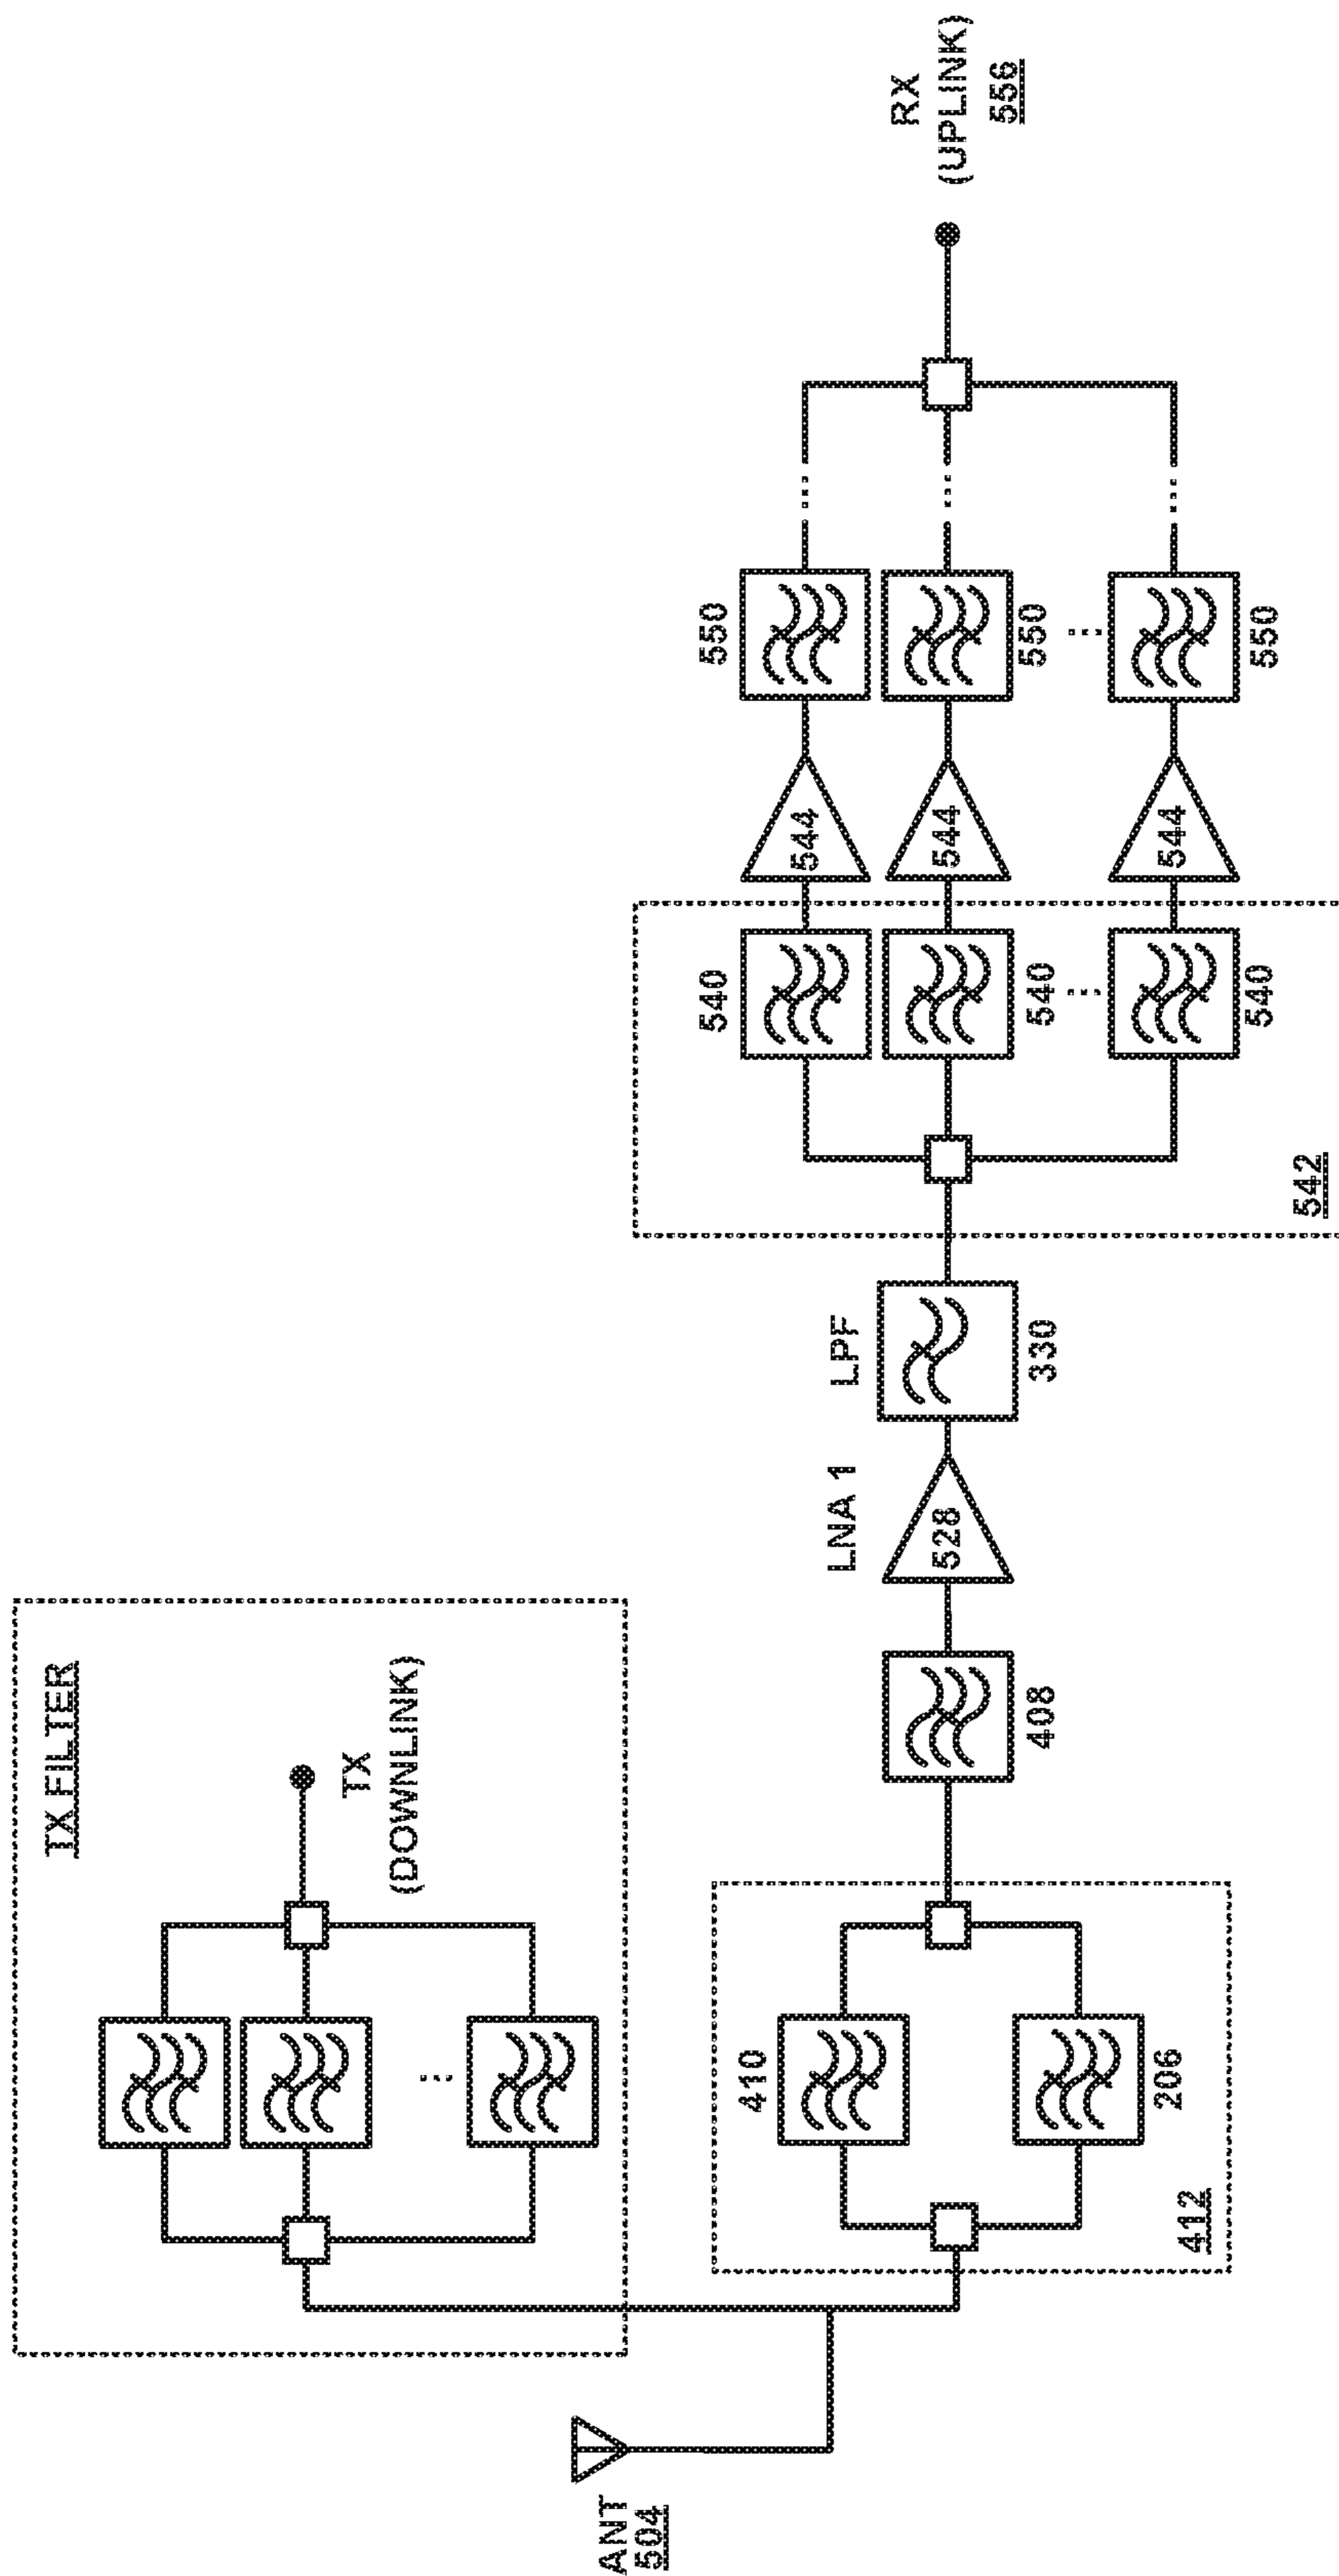 TX FILTER
TX
(DOWNLINK)
ANT
504
410
206
412
408
LNA 1
528
LPF
330
540
540
540
542
544
544
544
550
550
550
RX
(UPLINK)
556